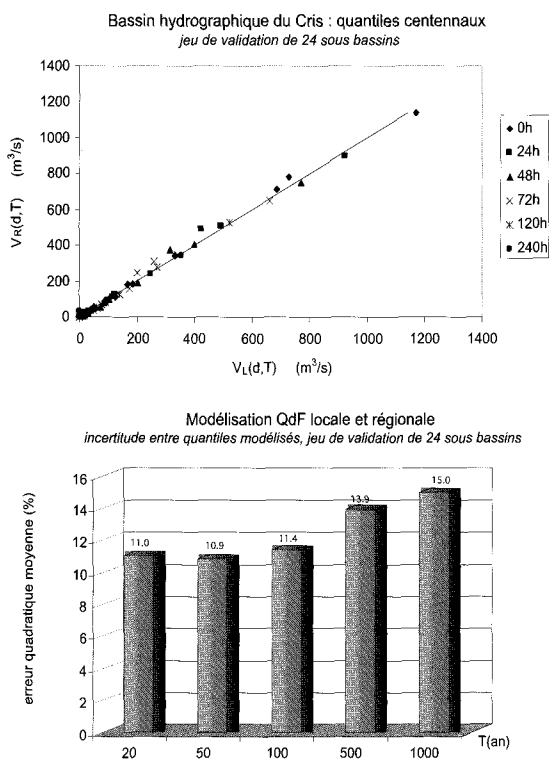 Bassin hydrographique du Cris : quantiles centennaux
jeu de validation de 24 sous bassins
1400
1200
1000
800
600
400
200
0
V_R(d,T) (m³/s)
0 200 400 600 800 1000 1200 1400
V_L(d,T) (m³/s)
0h
24h
48h
72h
120h
240h
Modélisation QdF locale et régionale
incertitude entre quantiles modélisés, jeu de validation de 24 sous bassins
erreur quadratique moyenne (%)
16
14
12
10
8
6
4
2
0
11.0
10.9
11.4
13.9
15.0
20 50 100 500 1000
T(an)